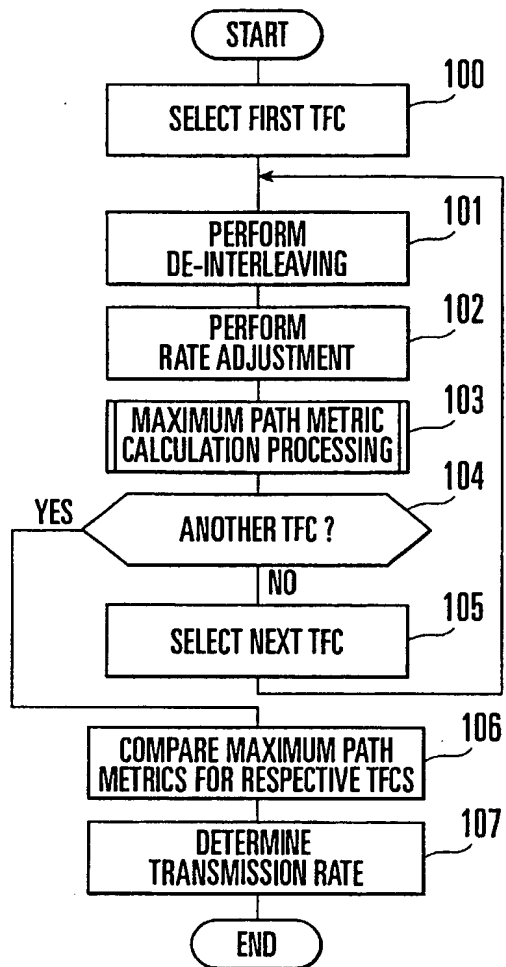 START
100
SELECT FIRST TFC
101
PERFORM
DE-INTERLEAVING
102
PERFORM
RATE ADJUSTMENT
103
MAXIMUM PATH METRIC
CALCULATION PROCESSING
104
YES
ANOTHER TFC ?
NO
105
SELECT NEXT TFC
106
COMPARE MAXIMUM PATH
METRICS FOR RESPECTIVE TFCS
107
DETERMINE
TRANSMISSION RATE
END